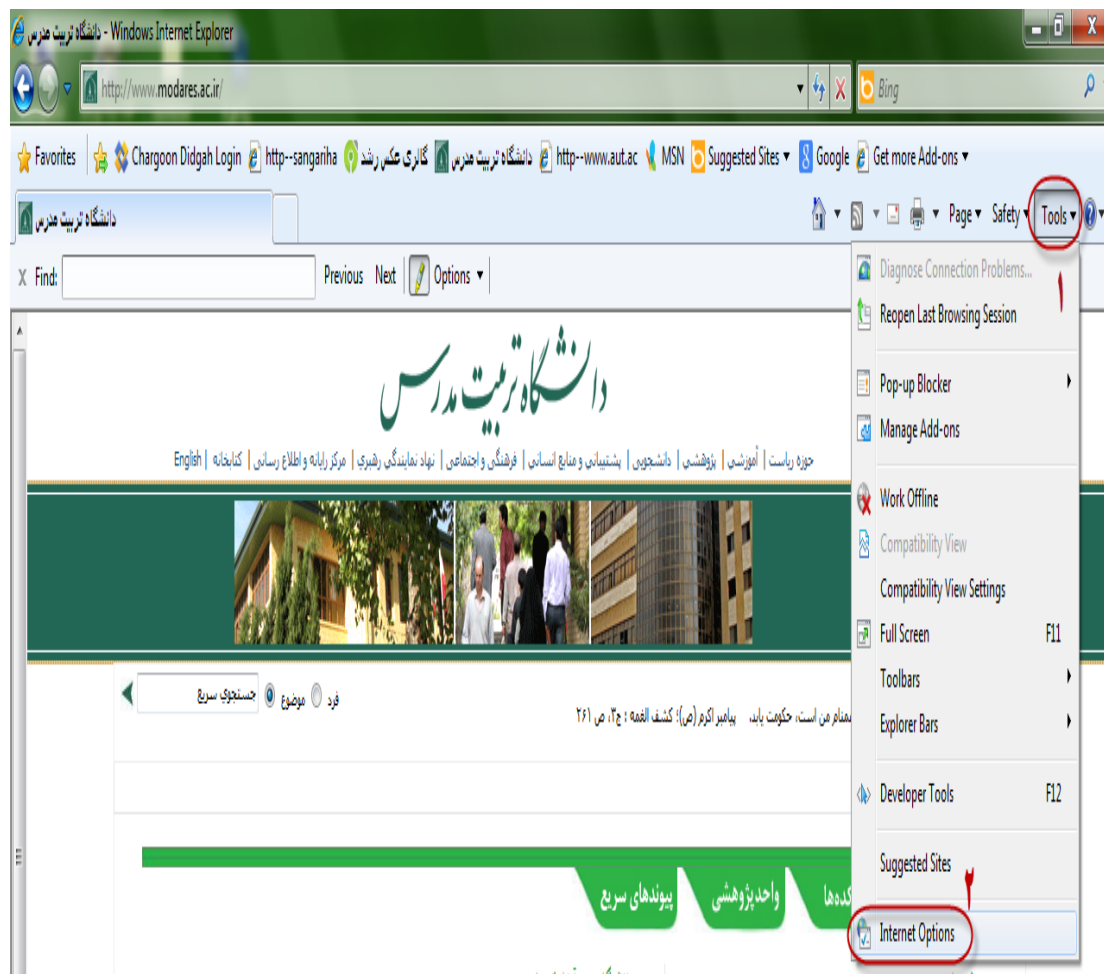 دانشگاه تربیت مدرس - Windows Internet Explorer
http://www.modares.ac.ir/
Bing
Favorites Chargoon Didgah Login http--sangariha گالری عکس رشد دانشگاه تربیت مدرس http--www.aut.ac MSN Suggested Sites Google Get more Add-ons
دانشگاه تربیت مدرس
Page Safety Tools
X Find: Previous Next Options
۱
Diagnose Connection Problems...
Reopen Last Browsing Session
Pop-up Blocker
Manage Add-ons
Work Offline
Compatibility View
Compatibility View Settings
Full Screen F11
Toolbars
Explorer Bars
Developer Tools F12
Suggested Sites
۲
Internet Options
دانشگاه تربیت مدرس
حوزه ریاست | آموزشی | پژوهشی | دانشجویی | پشتیبانی و منابع انسانی | فرهنگی و اجتماعی | نهاد نمایندگی رهبری | مرکز رایانه و اطلاع رسانی | کتابخانه | English
فرد موضوع جستجوی سریع
من است، حکومت یابد، پیامبر اکرم (ص)؛ کشف الغمه ؛ ج۳، ص ۲۶۱
واحد پژوهشی
پیوندهای سریع